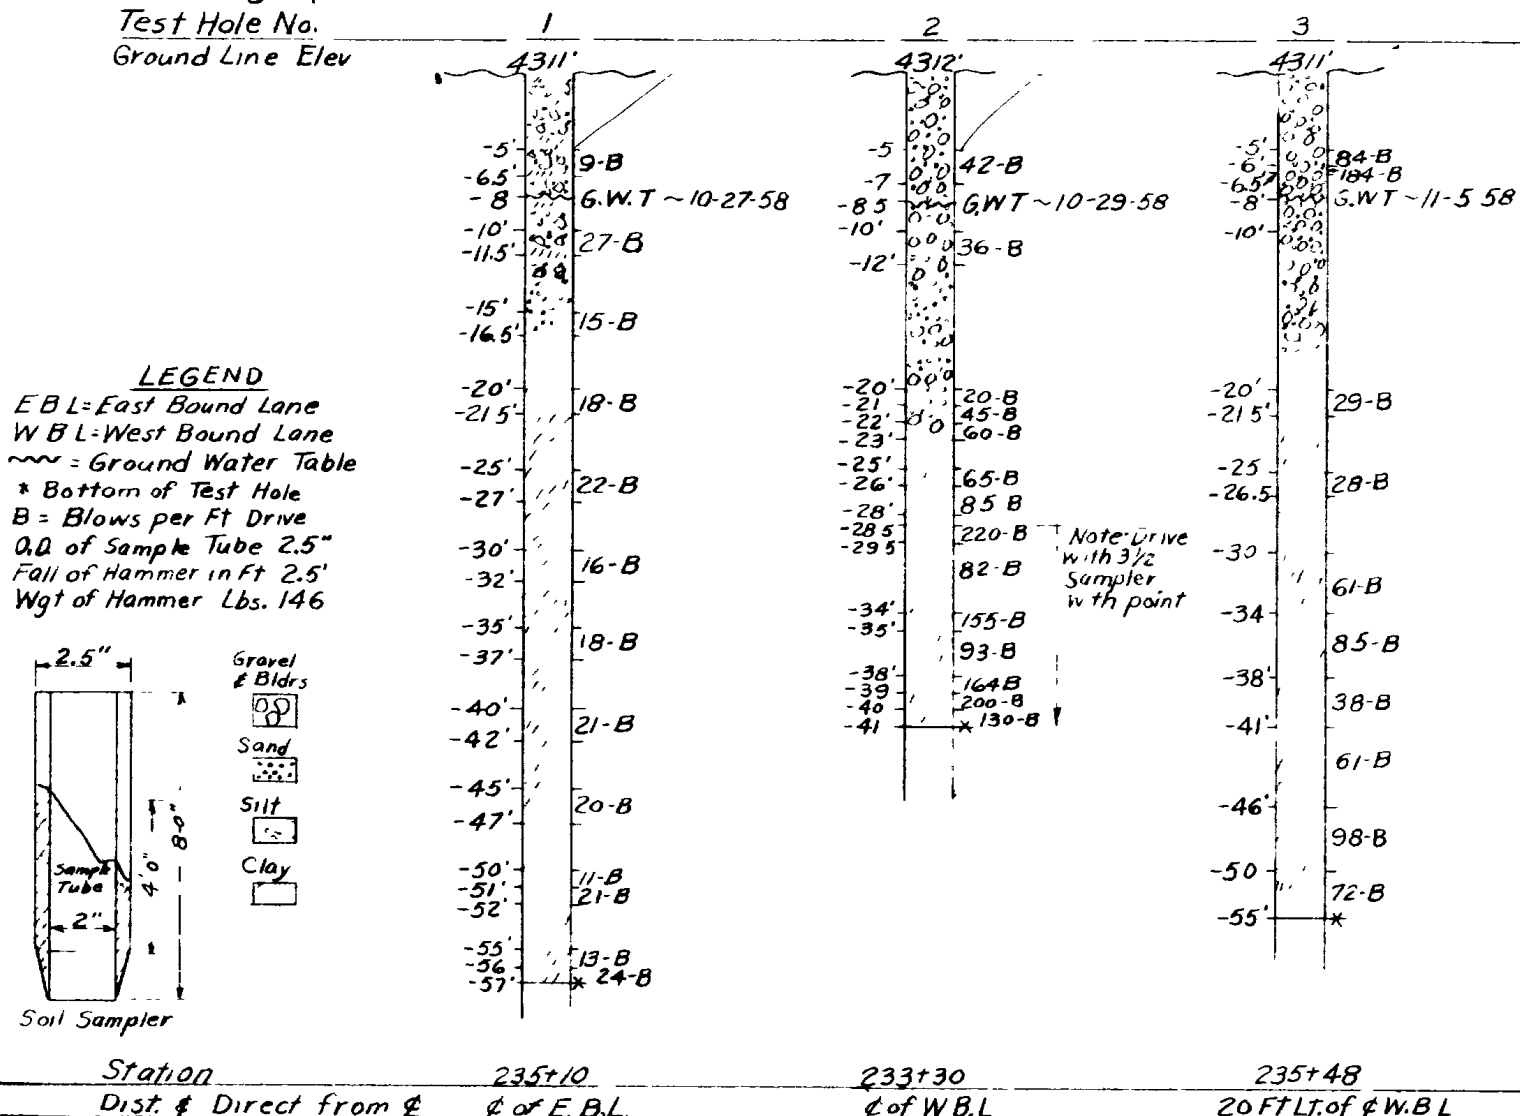 Test Hole No. 1 2 3
Ground Line Elev 4311' 4312' 4311'
-5'
9-B
-6.5'
-8 G.W.T ~ 10-27-58
-10'
27-B
-11.5'
-15'
15-B
-16.5'
-20'
18-B
-21 5'
-25'
22-B
-27'
-30'
16-B
-32'
-35'
18-B
-37'
-40'
21-B
-42'
-45'
20-B
-47'
-50'
11-B
-51'
21-B
-52'
-55'
13-B
-56
* 24-B
-57'
-5
42-B
-7
-8 5 G.WT ~ 10-29-58
-10'
36-B
-12'
-20'
20-B
-21
45-B
-22'
60-B
-23'
-25'
65-B
-26'
85 B
-28'
-28 5
220-B
-29 5
82-B
-34'
155-B
-35'
93-B
-38'
164B
-39
200-B
-40
* 130-B
-41
Note-Drive
with 3 1/2
Sampler
w th point
-5'
84-B
-6'
184-B
-6.5'
-8' G.WT ~ 11-5 58
-10'
-20'
29-B
-21 5'
-25
28-B
-26.5
-30
61-B
-34
85-B
-38'
38-B
-41'
61-B
-46'
98-B
-50
72-B
-55' *
LEGEND
E B L = East Bound Lane
W B L = West Bound Lane
~~~ = Ground Water Table
* Bottom of Test Hole
B = Blows per Ft Drive
O.D. of Sample Tube 2.5"
Fall of Hammer in Ft 2.5'
Wgt of Hammer Lbs. 146
2.5"
Sample
Tube
2"
4'0"
8'0"
Soil Sampler
Gravel
& Bldrs
Sand
Silt
Clay
Station 235+10 233+30 235+48
Dist. & Direct from ₵ ₵ of E.B.L. ₵ of W B.L 20 Ft Lt. of ₵ W.B L